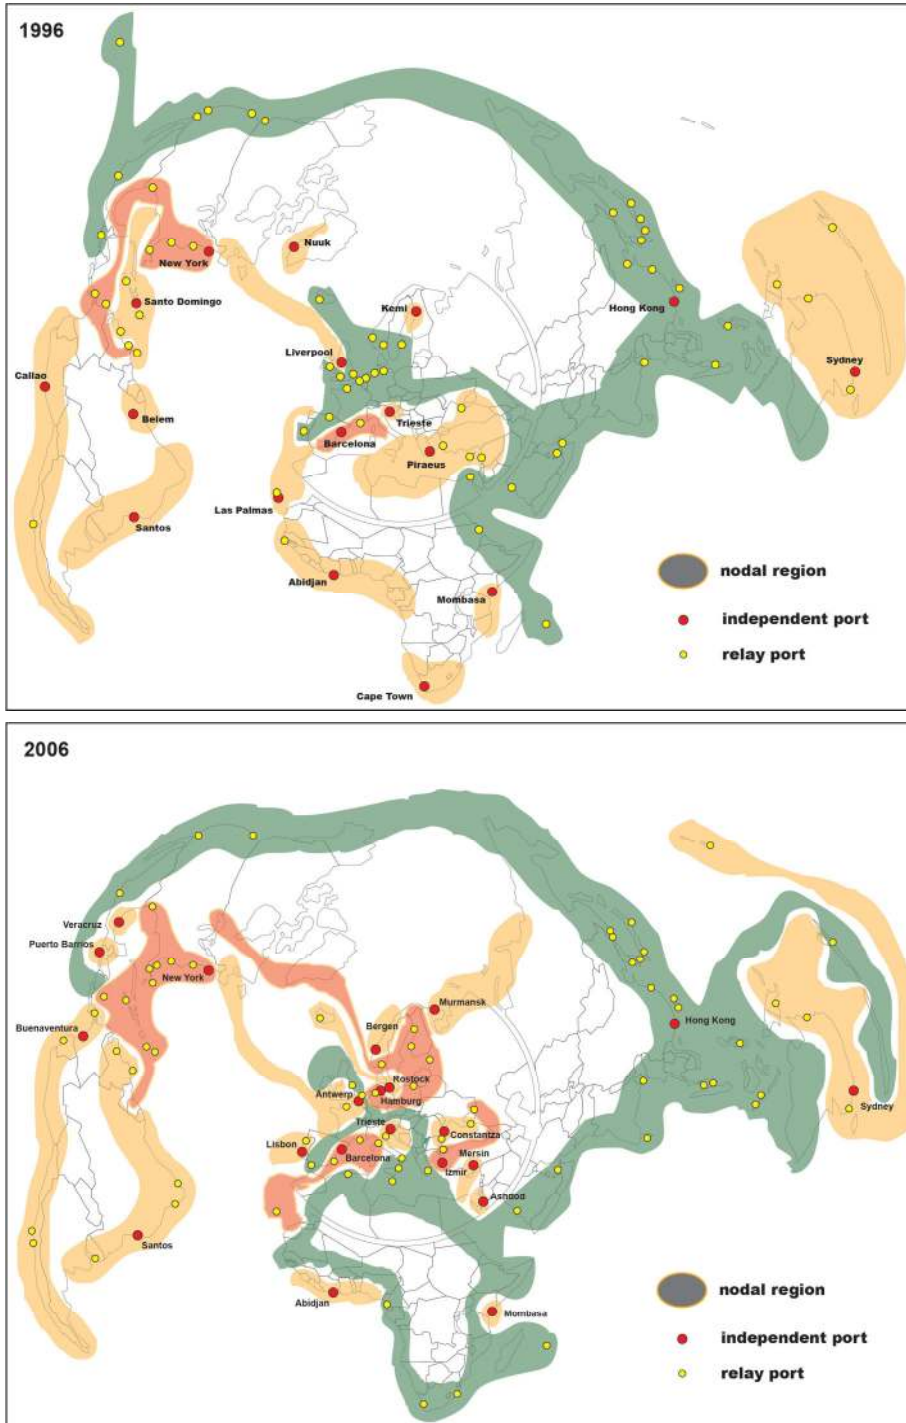 1996
Nuuk
New York
Santo Domingo
Kemi
Hong Kong
Liverpool
Sydney
Callao
Belem
Trieste
Barcelona
Piraeus
Las Palmas
Santos
Abidjan
Mombasa
Cape Town
nodal region
independent port
relay port
2006
Veracruz
Puerto Barrios
New York
Murmansk
Buenaventura
Bergen
Hong Kong
Rostock
Antwerp
Hamburg
Sydney
Trieste
Constantza
Lisbon
Barcelona
Mersin
Izmir
Ashdod
Santos
Abidjan
Mombasa
nodal region
independent port
relay port